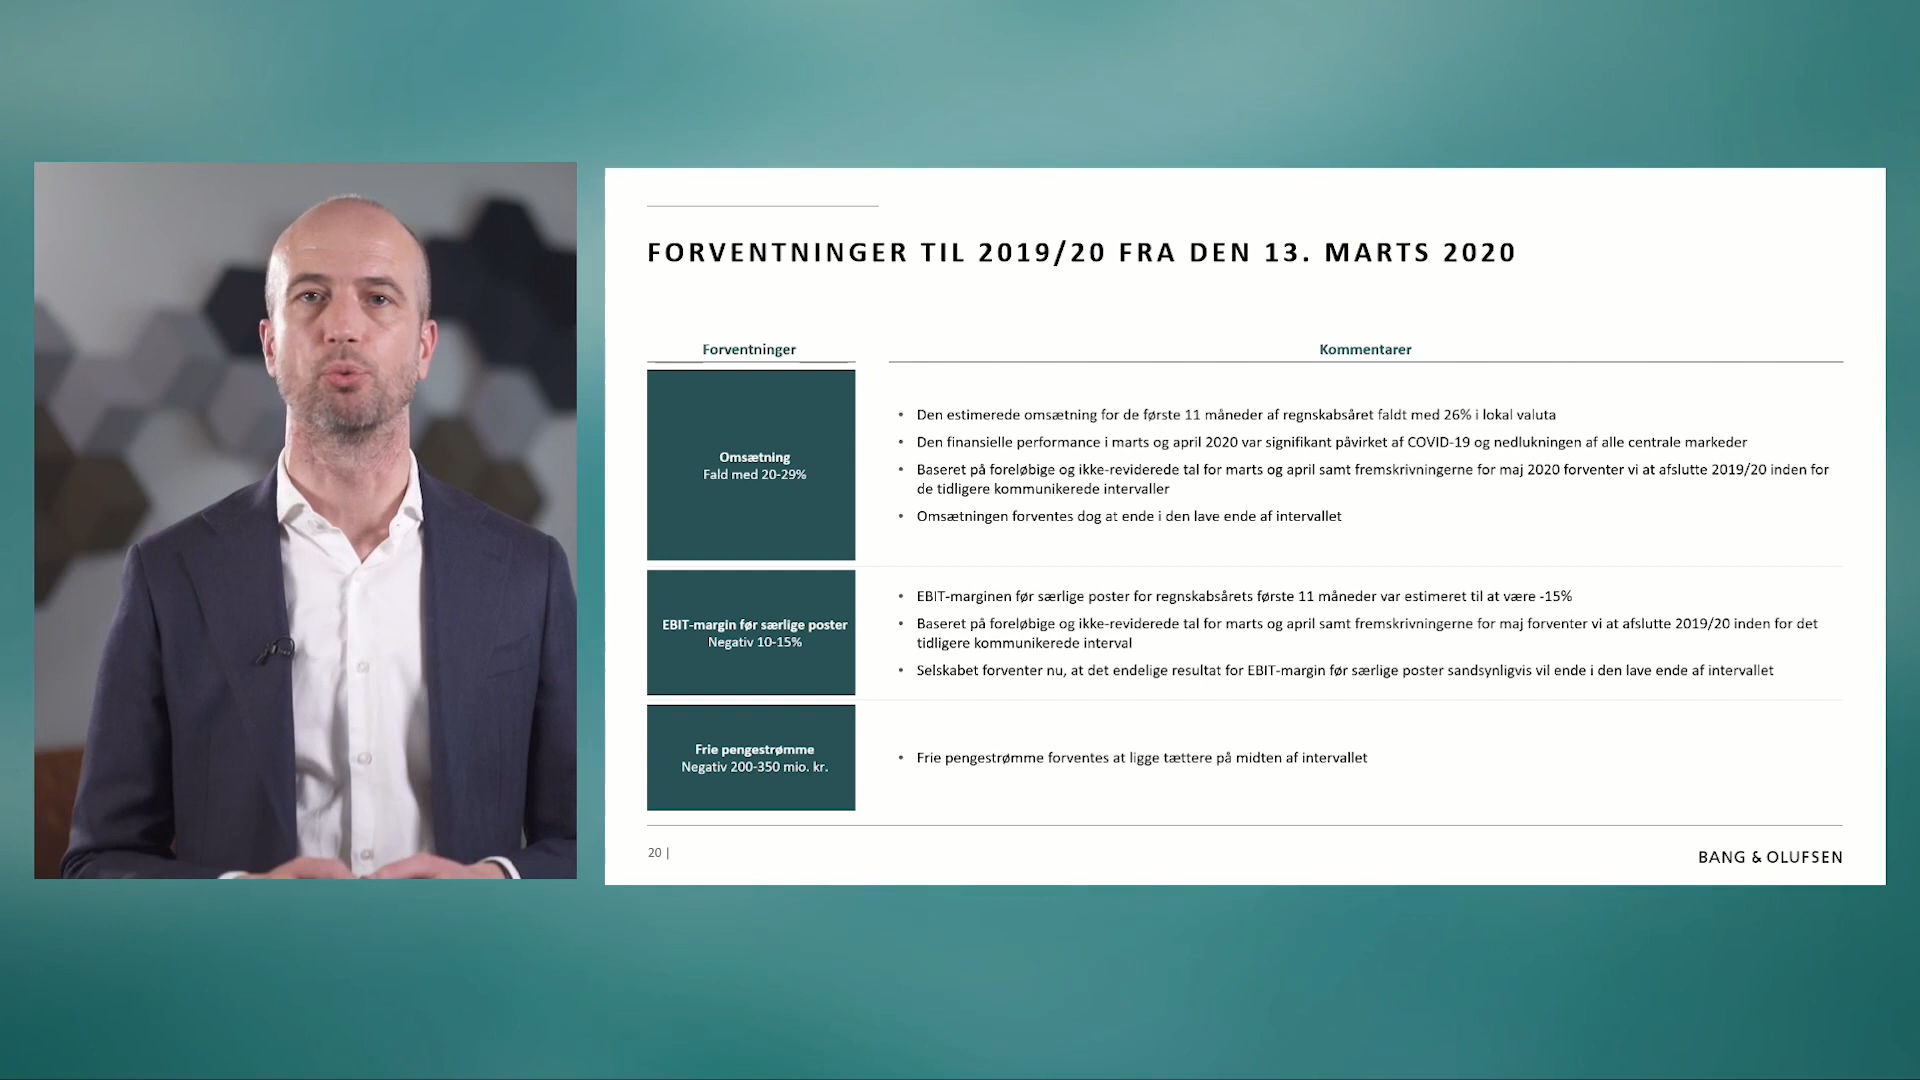 FORVENTNINGER TIL 2019/20 FRA DEN 13. MARTS 2020
Forventninger
Kommentarer
Omsætning
Fald med 20-29%
• Den estimerede omsætning for de første 11 måneder af regnskabsåret faldt med 26% i lokal valuta
• Den finansielle performance i marts og april 2020 var signifikant påvirket af COVID-19 og nedlukningen af alle centrale markeder
• Baseret på foreløbige og ikke-reviderede tal for marts og april samt fremskrivningerne for maj 2020 forventer vi at afslutte 2019/20 inden for
de tidligere kommunikerede intervaller
• Omsætningen forventes dog at ende i den lave ende af intervallet
EBIT-margin før særlige poster
Negativ 10-15%
• EBIT-marginen før særlige poster for regnskabsårets første 11 måneder var estimeret til at være -15%
• Baseret på foreløbige og ikke-reviderede tal for marts og april samt fremskrivningerne for maj forventer vi at afslutte 2019/20 inden for det
tidligere kommunikerede interval
• Selskabet forventer nu, at det endelige resultat for EBIT-margin før særlige poster sandsynligvis vil ende i den lave ende af intervallet
Frie pengestrømme
Negativ 200-350 mio. kr.
• Frie pengestrømme forventes at ligge tættere på midten af intervallet
20 |
BANG & OLUFSEN